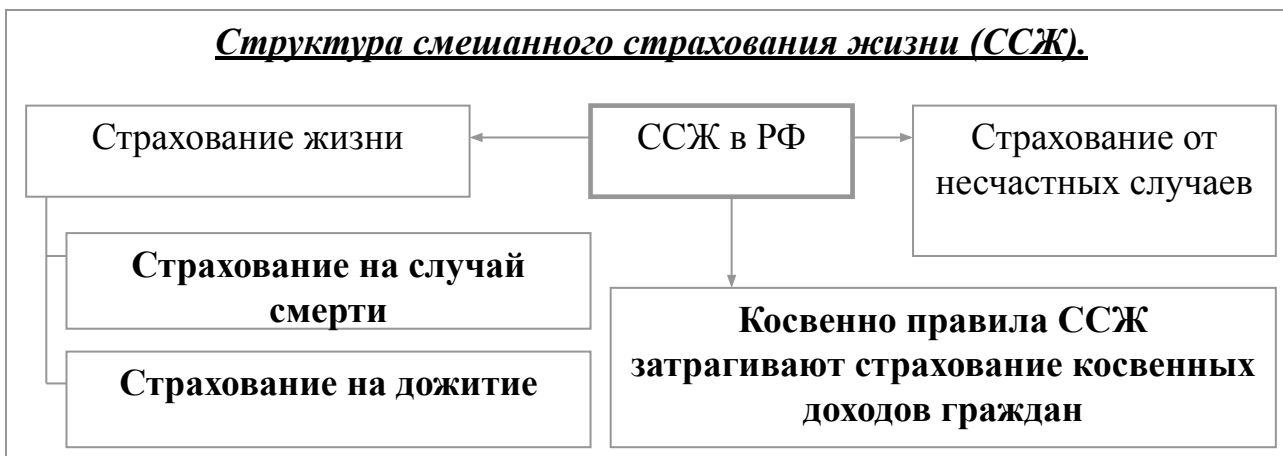 Структура смешанного страхования жизни (ССЖ).
Страхование жизни
ССЖ в РФ
Страхование от
несчастных случаев
Страхование на случай
смерти
Страхование на дожитие
Косвенно правила ССЖ
затрагивают страхование косвенных
доходов граждан